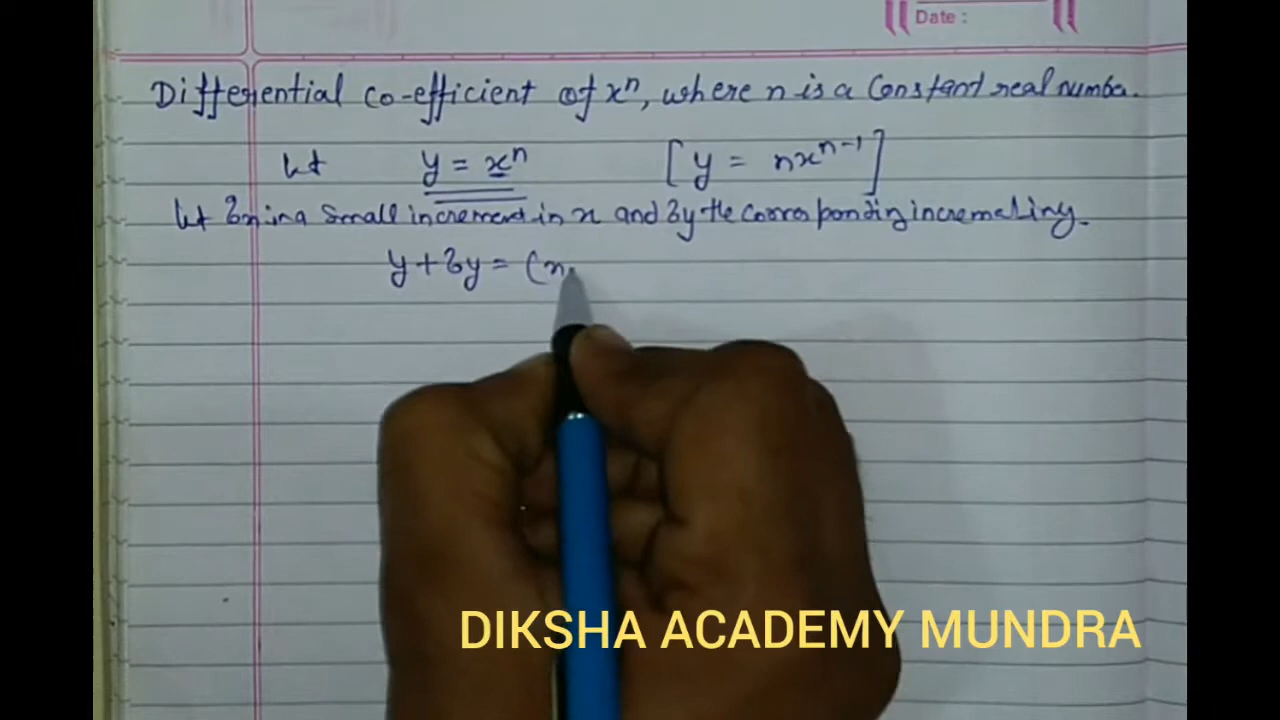 Date :
Differential co-efficient of xⁿ, where n is a constant real number.
let y = xⁿ [y = nxⁿ⁻¹]
let δx in a small increment in x and δy the corresponding increment in y.
y + δy = (x
DIKSHA ACADEMY MUNDRA